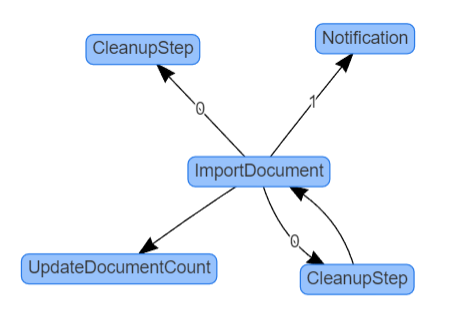 Notification
CleanupStep
1
0
ImportDocument
0
UpdateDocumentCount
CleanupStep